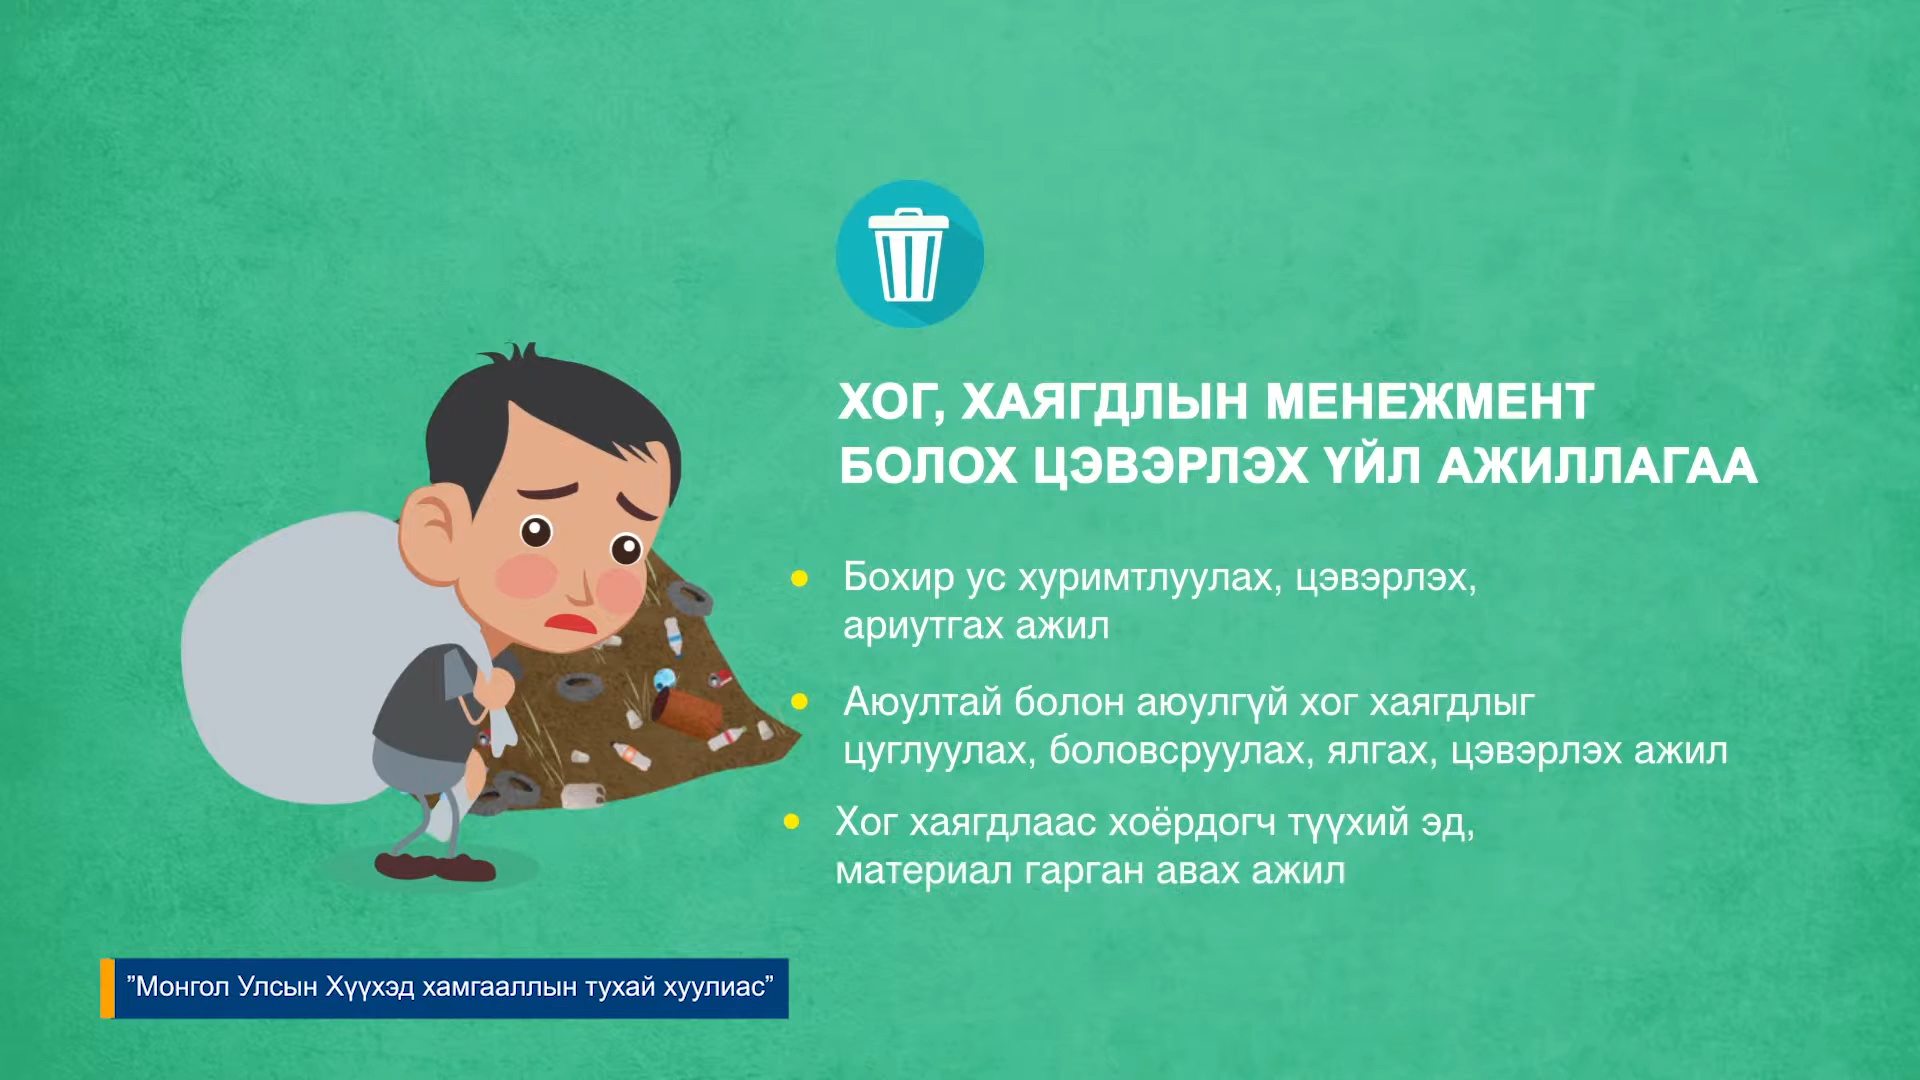 ХОГ, ХАЯГДЛЫН МЕНЕЖМЕНТ
БОЛОХ ЦЭВЭРЛЭХ ҮЙЛ АЖИЛЛАГАА
Бохир ус хуримтлуулах, цэвэрлэх,
ариутгах ажил
Аюултай болон аюулгүй хог хаягдлыг
цуглуулах, боловсруулах, ялгах, цэвэрлэх ажил
Хог хаягдлаас хоёрдогч түүхий эд,
материал гарган авах ажил
”Монгол Улсын Хүүхэд хамгааллын тухай хуулиас”